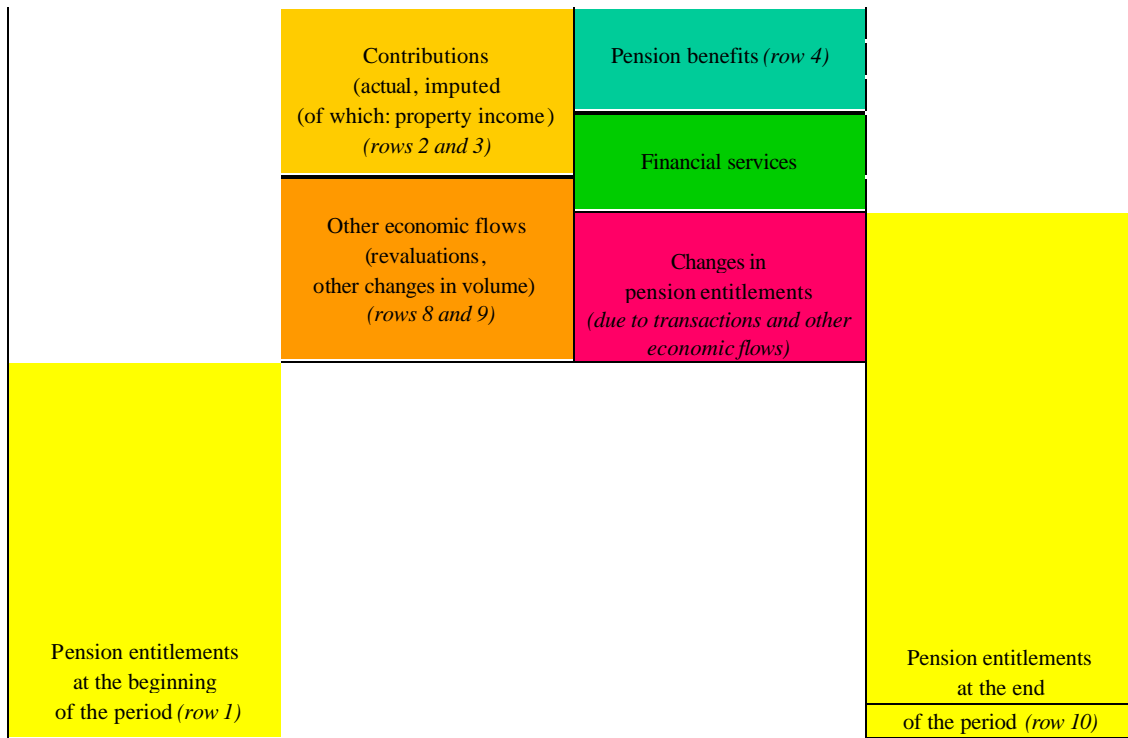 Contributions
(actual, imputed
(of which: property income)
(rows 2 and 3)
Pension benefits (row 4)
Financial services
Other economic flows
(revaluations,
other changes in volume)
(rows 8 and 9)
Changes in
pension entitlements
(due to transactions and other
economic flows)
Pension entitlements
at the beginning
of the period (row 1)
Pension entitlements
at the end
of the period (row 10)